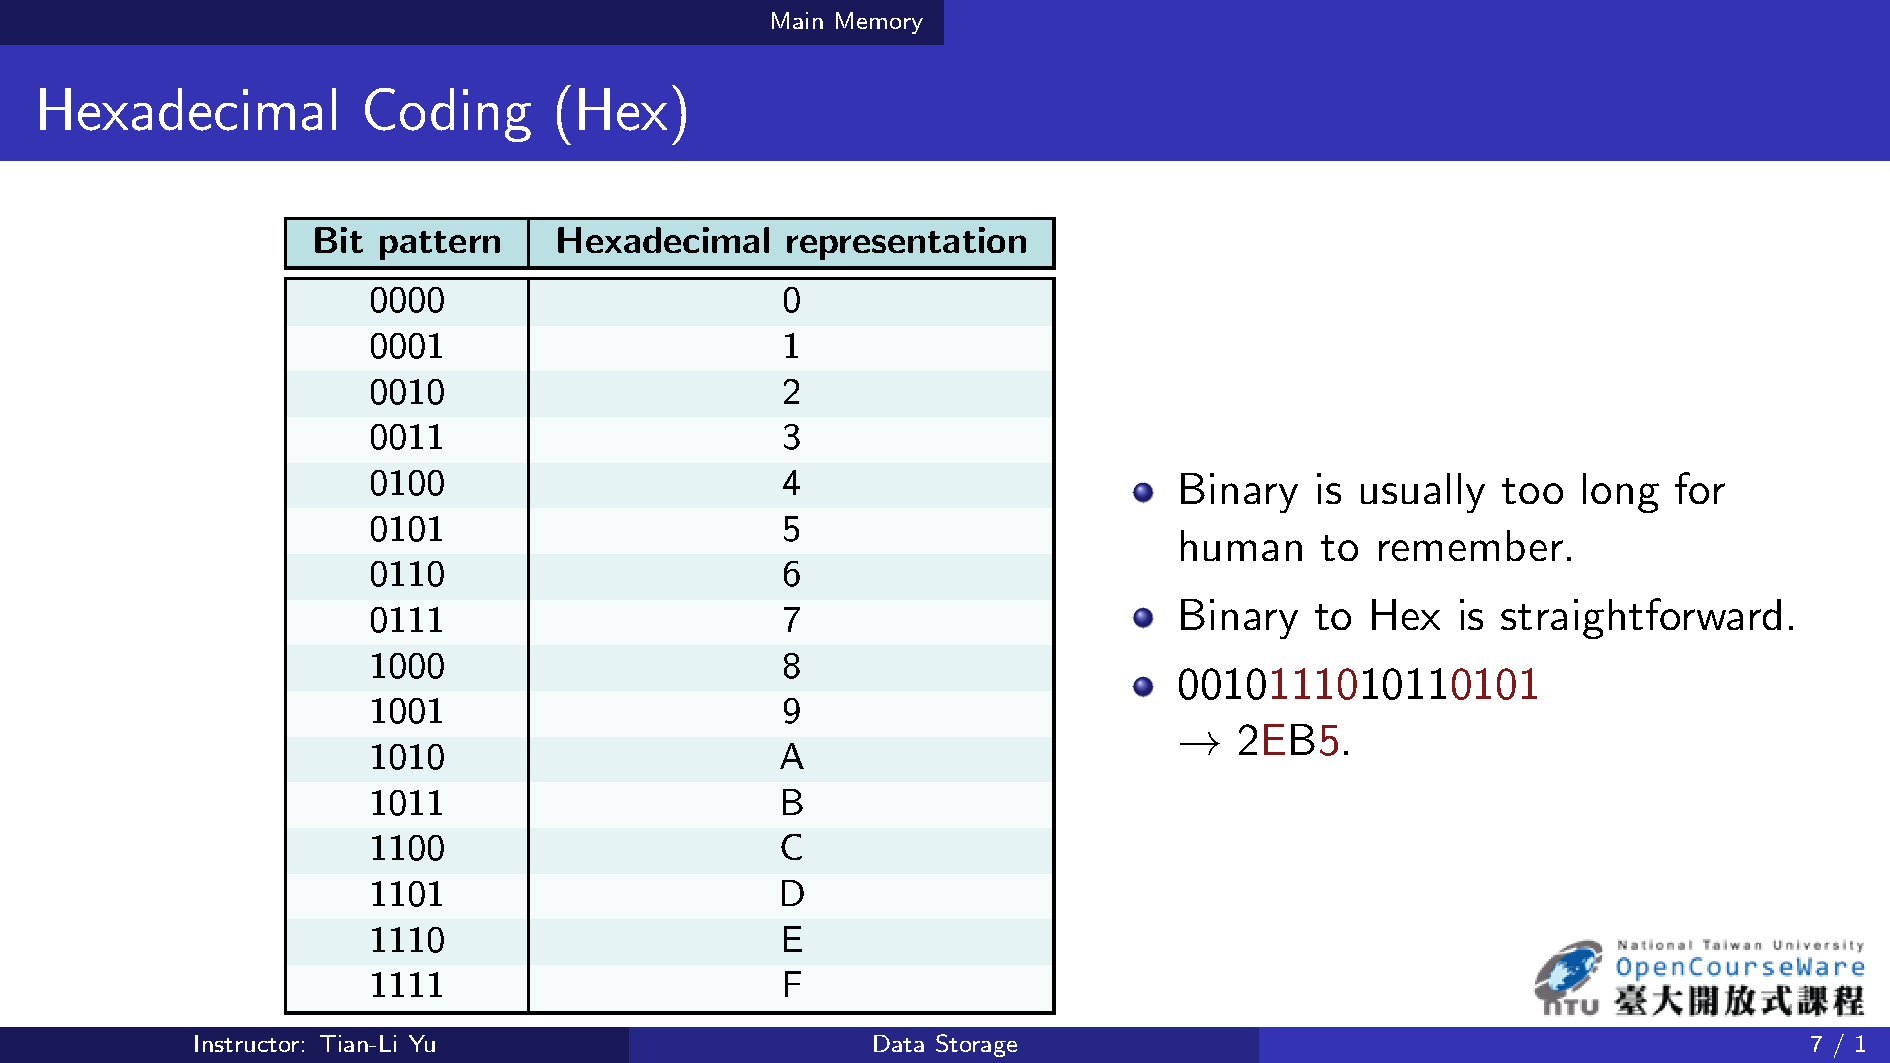 Main Memory
Hexadecimal Coding (Hex)
Bit pattern Hexadecimal representation
0000 0
0001 1
0010 2
0011 3
0100 4
0101 5
0110 6
0111 7
1000 8
1001 9
1010 A
1011 B
1100 C
1101 D
1110 E
1111 F
Binary is usually too long for
human to remember.
Binary to Hex is straightforward.
0010111010110101
→ 2EB5.
National Taiwan University
OpenCourseWare
NTU 臺大開放式課程
Instructor: Tian-Li Yu Data Storage 7 / 1